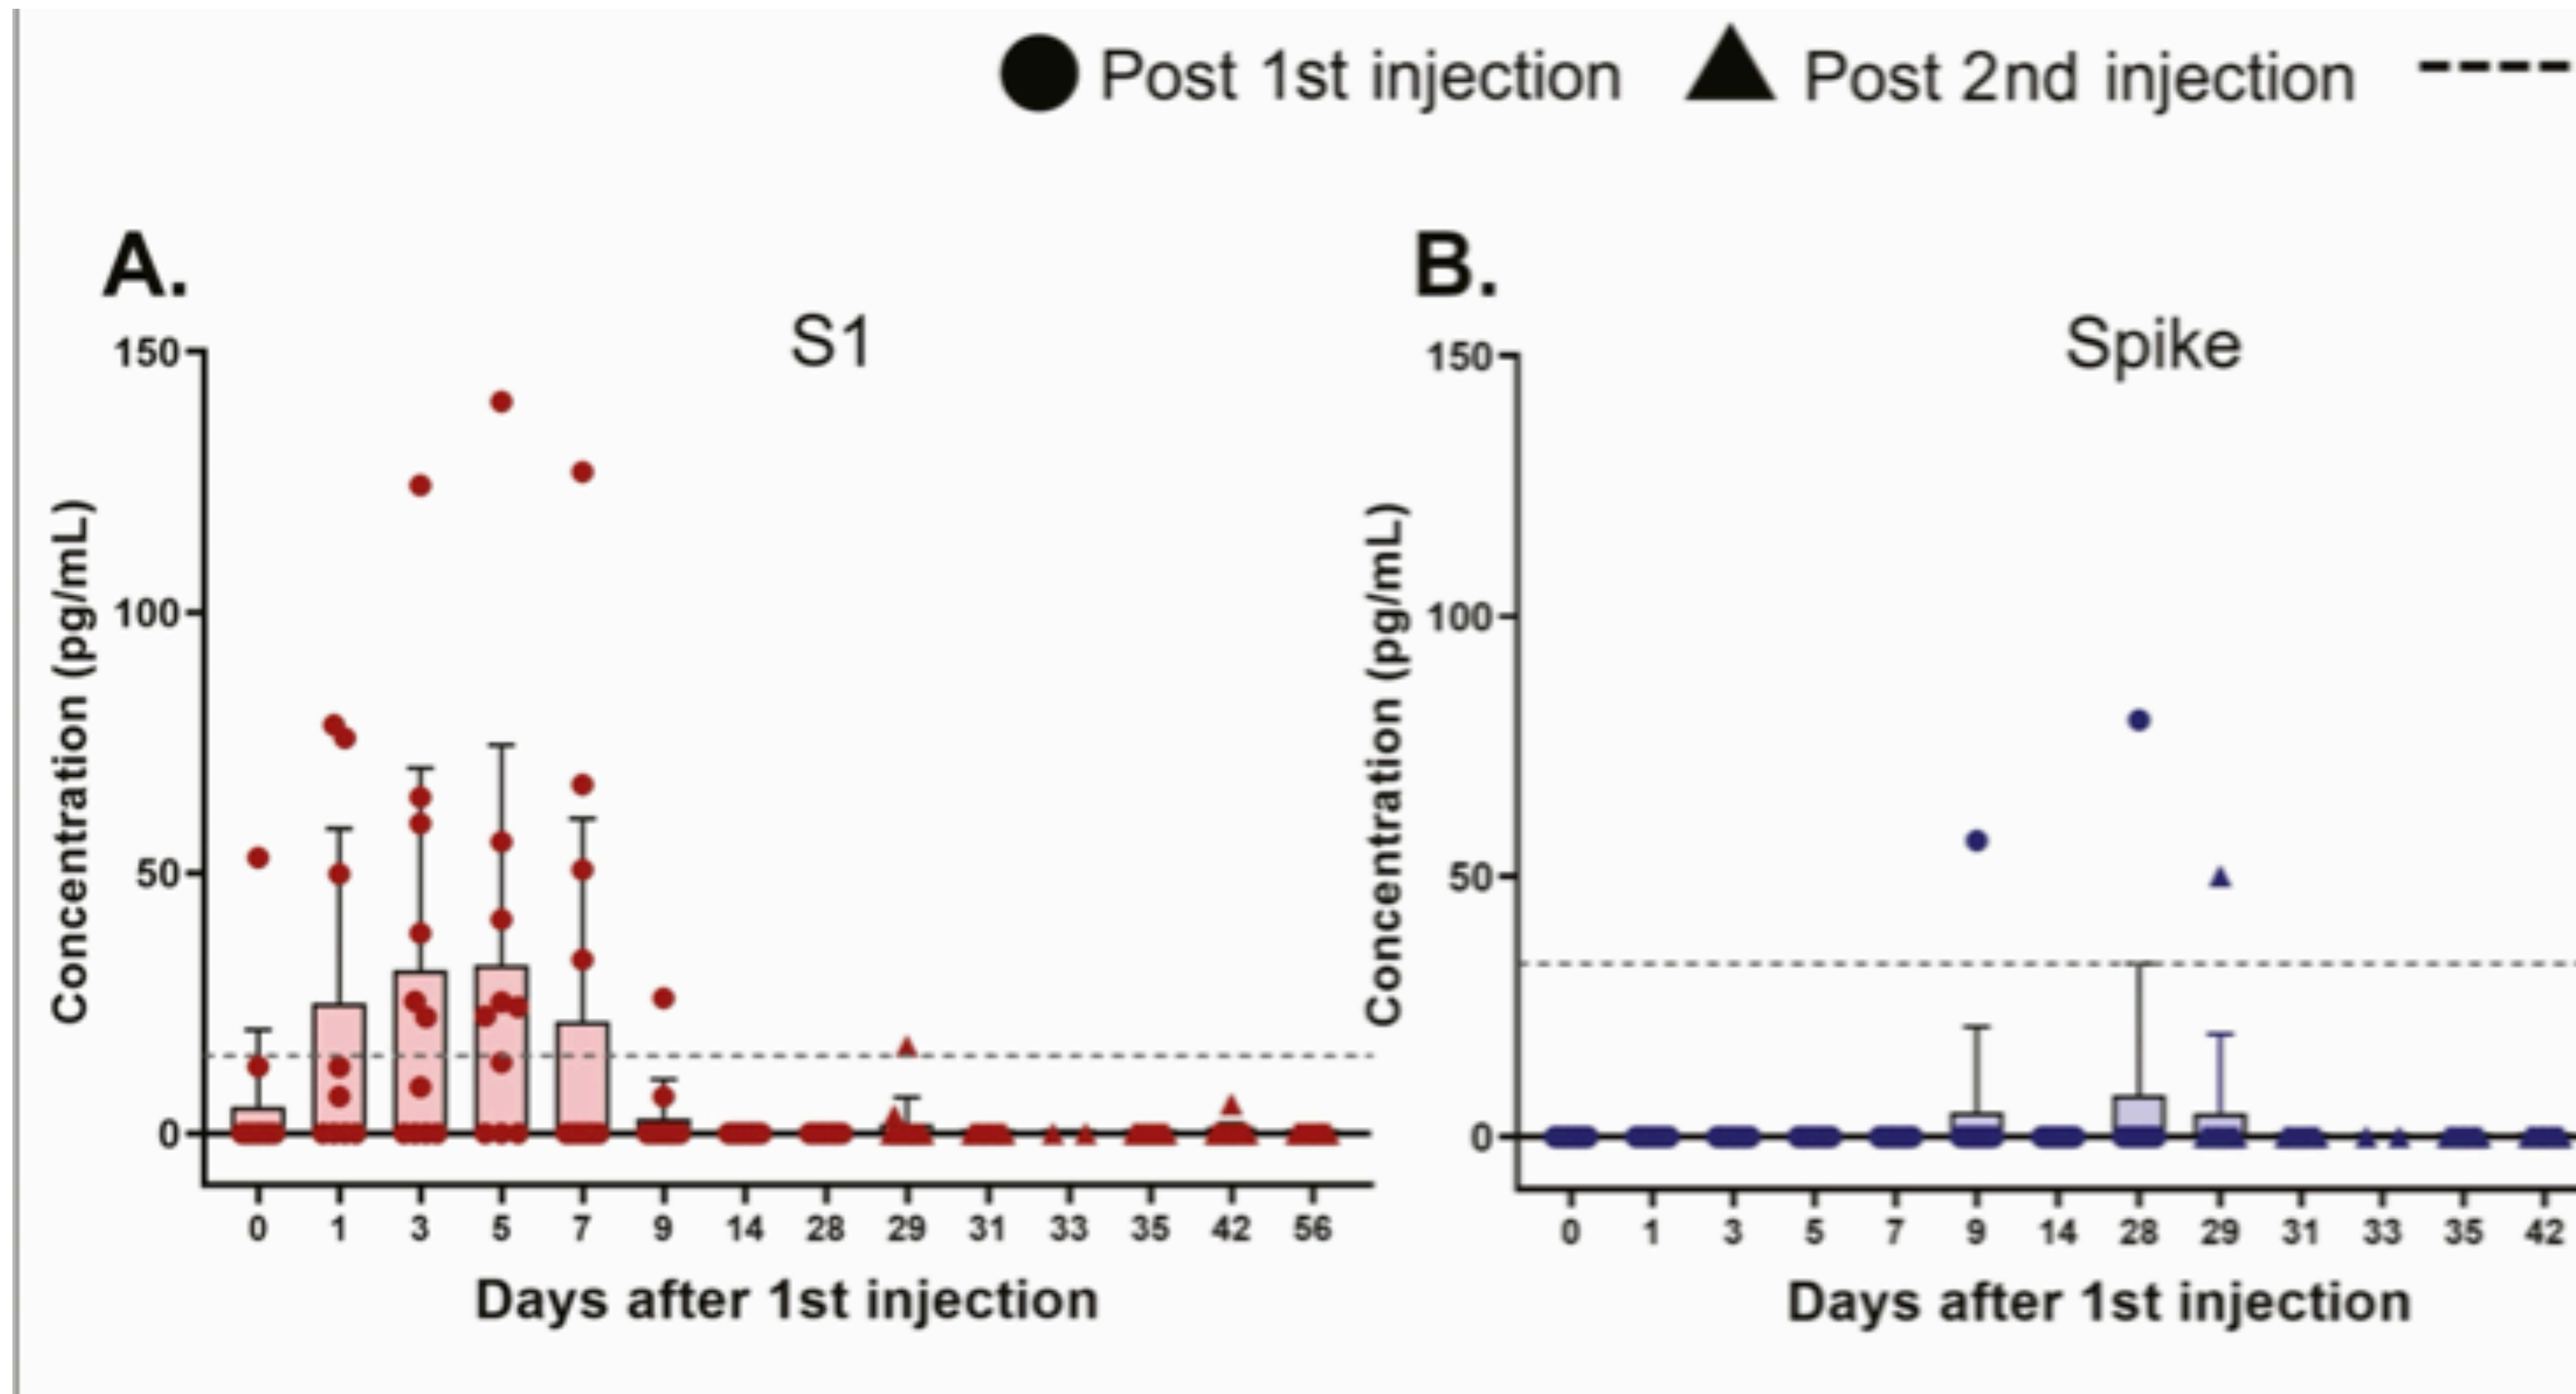 Post 1st injection Post 2nd injection
A.
B.
S1
Spike
Concentration (pg/mL)
150
100
50
0
0 1 3 5 7 9 14 28 29 31 33 35 42 56
Days after 1st injection
Concentration (pg/mL)
150
100
50
0
0 1 3 5 7 9 14 28 29 31 33 35 42
Days after 1st injection